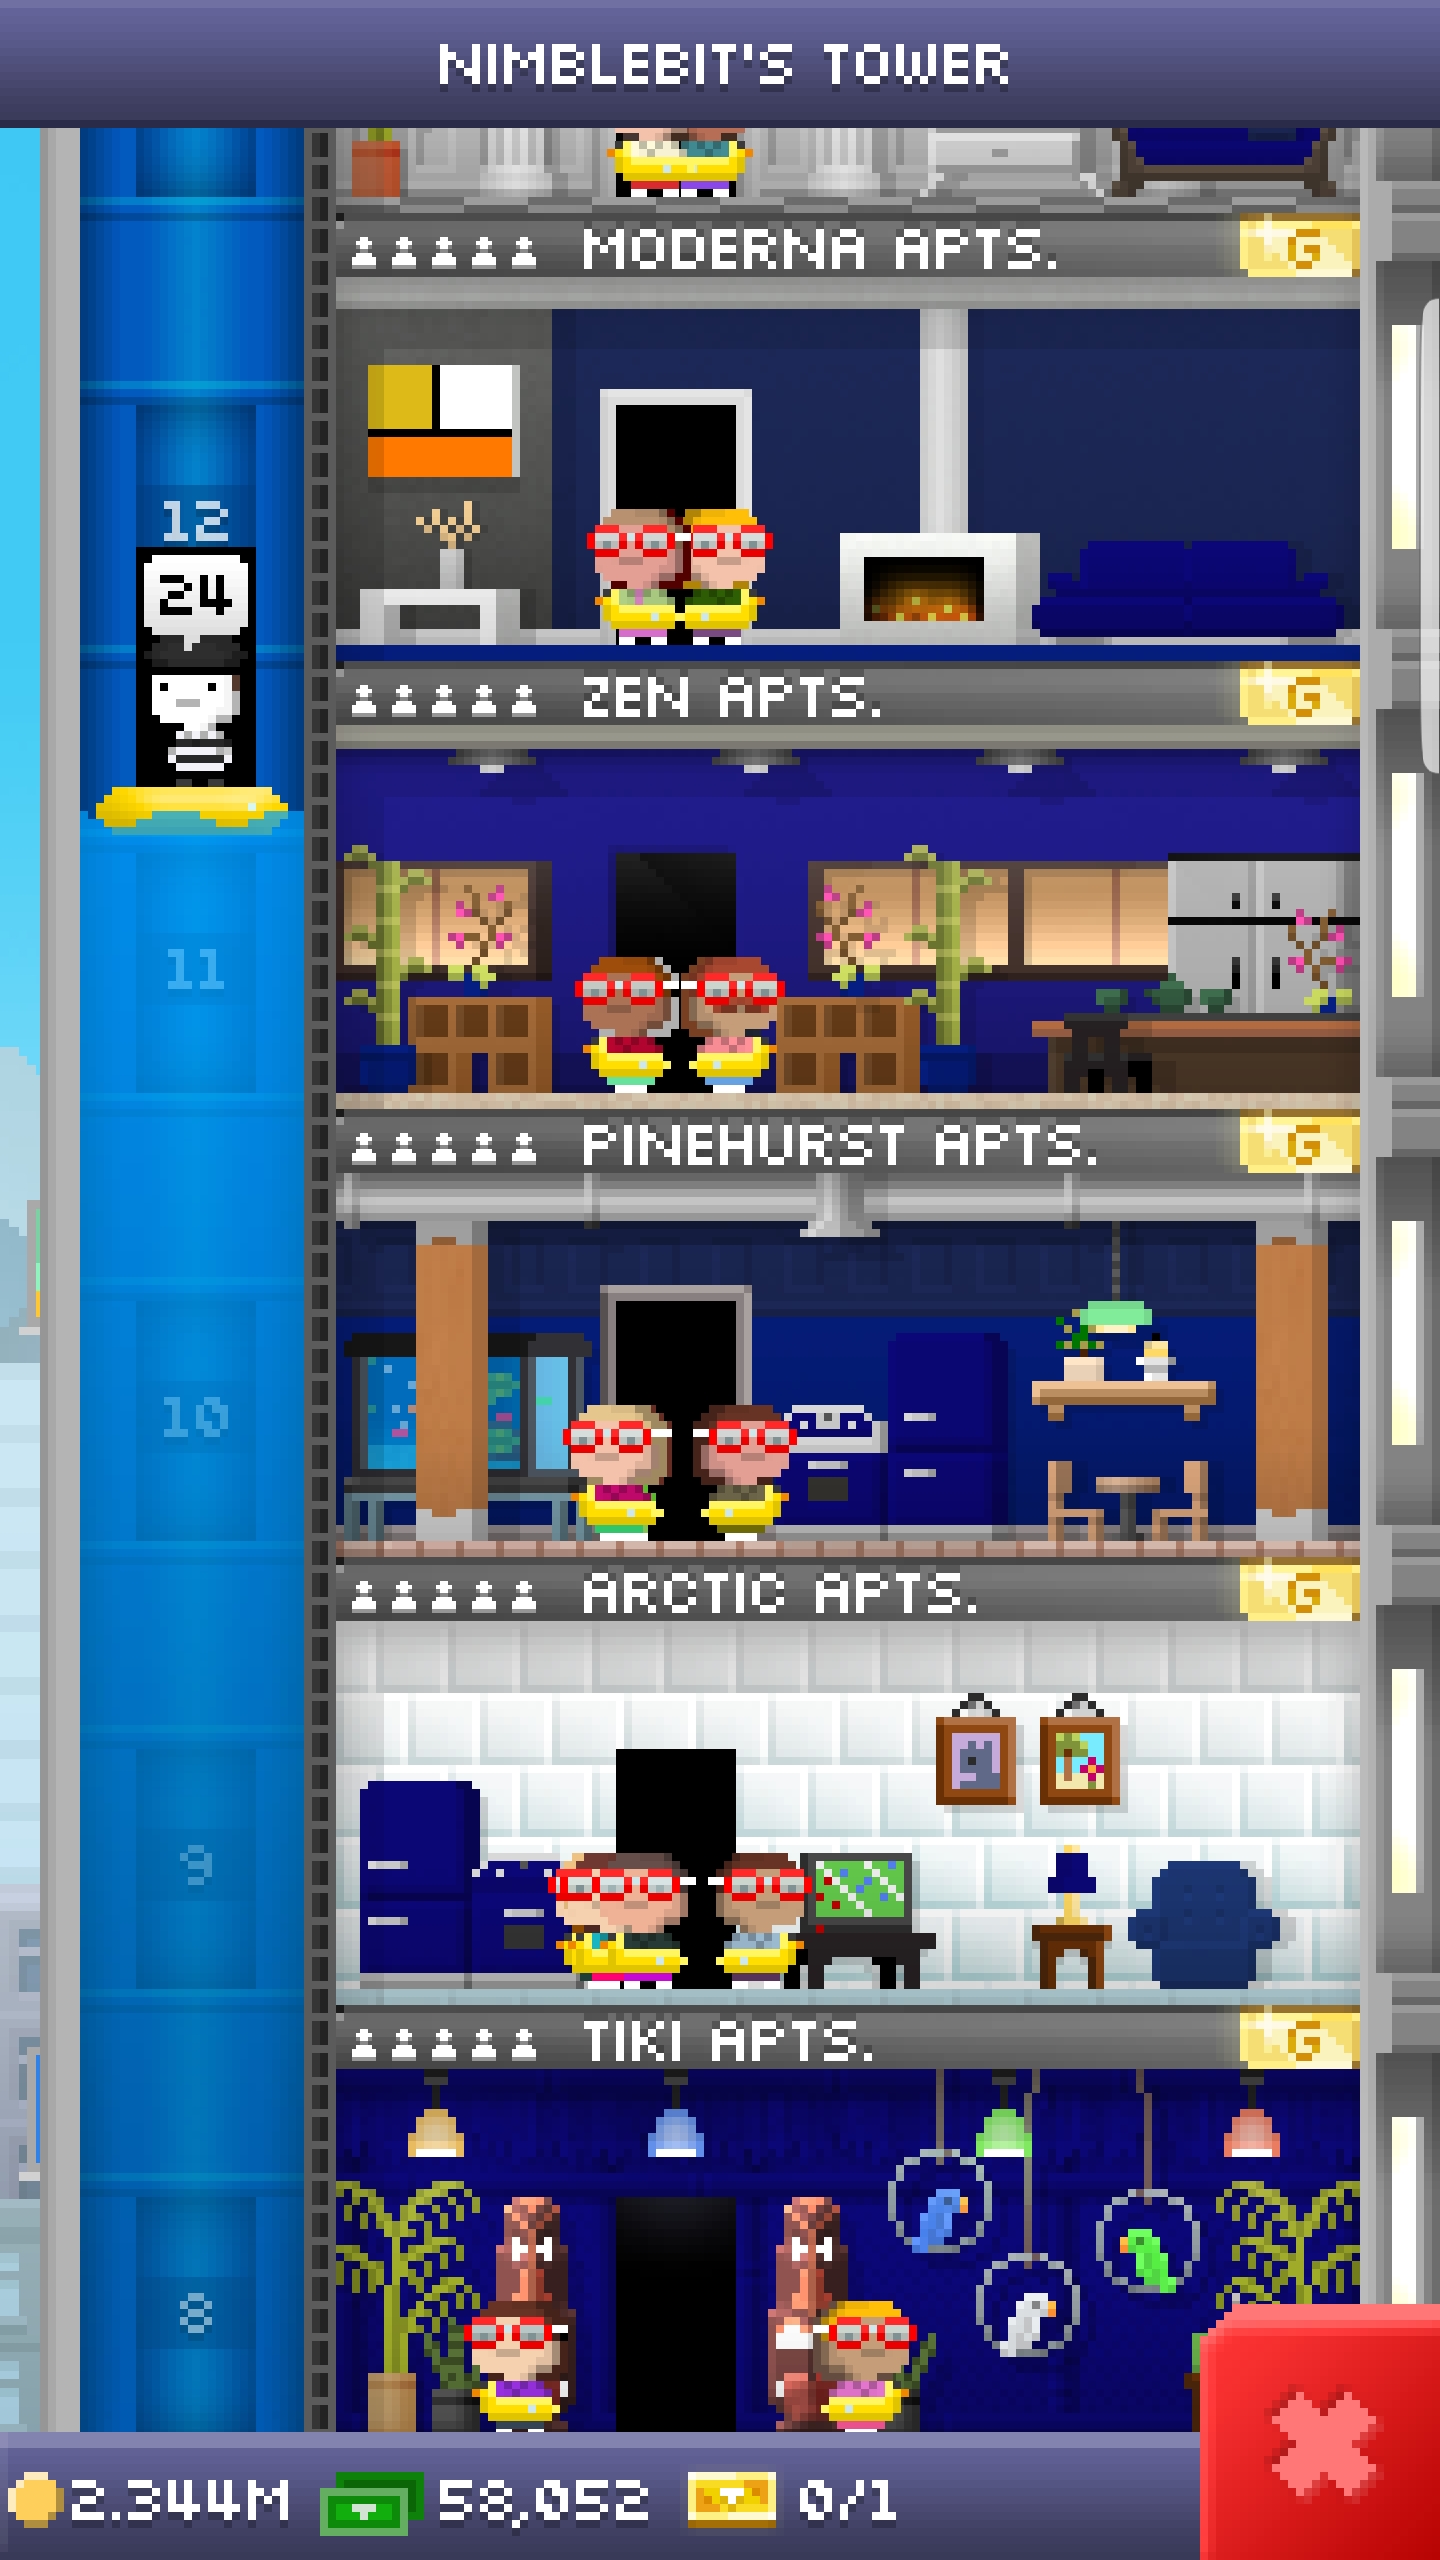 NIMBLEBIT'S TOWER
MODERNA APTS.
G
12
24
ZEN APTS.
G
11
PINEHURST APTS.
G
10
ARCTIC APTS.
G
9
TIKI APTS.
G
8
2.344M
58,052
0/1